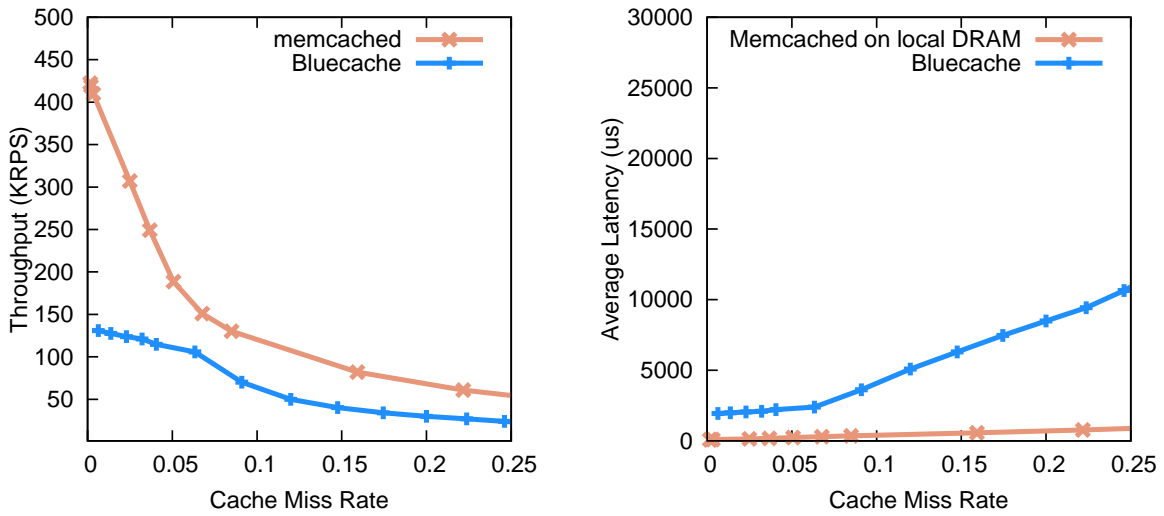 500
450
400
350
300
250
200
150
100
50
Throughput (KRPS)
memcached
Bluecache
0 0.05 0.1 0.15 0.2 0.25
Cache Miss Rate
30000
25000
20000
15000
10000
5000
0
Average Latency (us)
Memcached on local DRAM
Bluecache
0 0.05 0.1 0.15 0.2 0.25
Cache Miss Rate